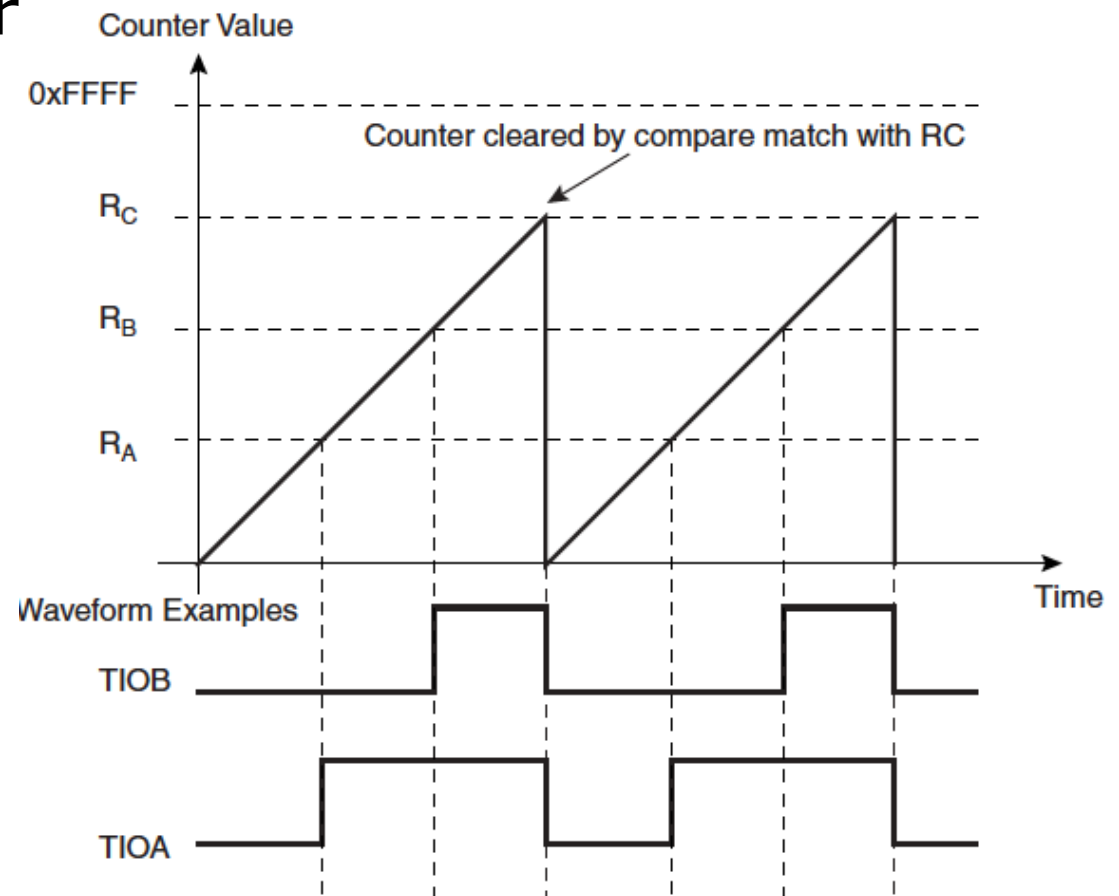 r
Counter Value
0xFFFF
Counter cleared by compare match with RC
RC
RB
RA
Time
Waveform Examples
TIOB
TIOA